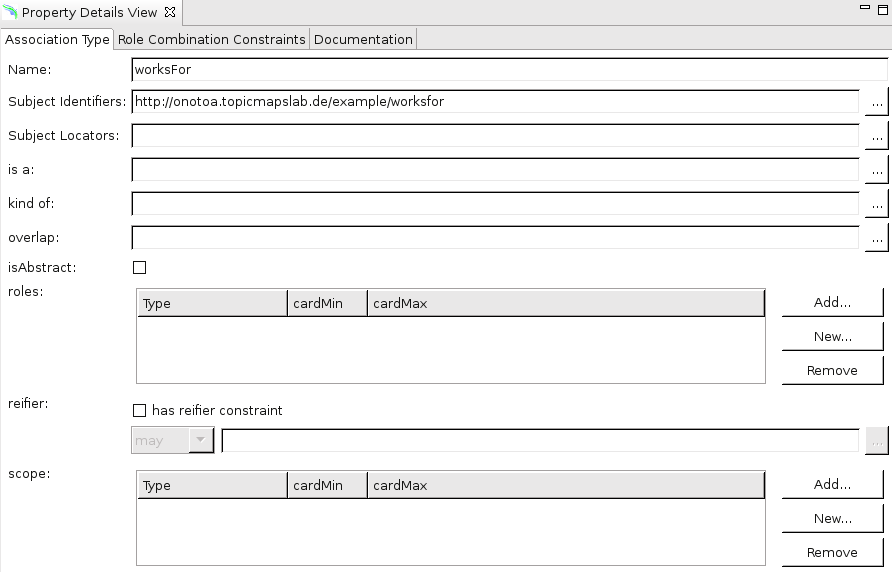 Property Details View
Association Type Role Combination Constraints Documentation
Name: worksFor
Subject Identifiers: http://onotoa.topicmapslab.de/example/worksfor ...
Subject Locators: ...
is a: ...
kind of: ...
overlap: ...
isAbstract:
roles:
Type cardMin cardMax Add...
New...
Remove
reifier: has reifier constraint
may ...
scope:
Type cardMin cardMax Add...
New...
Remove